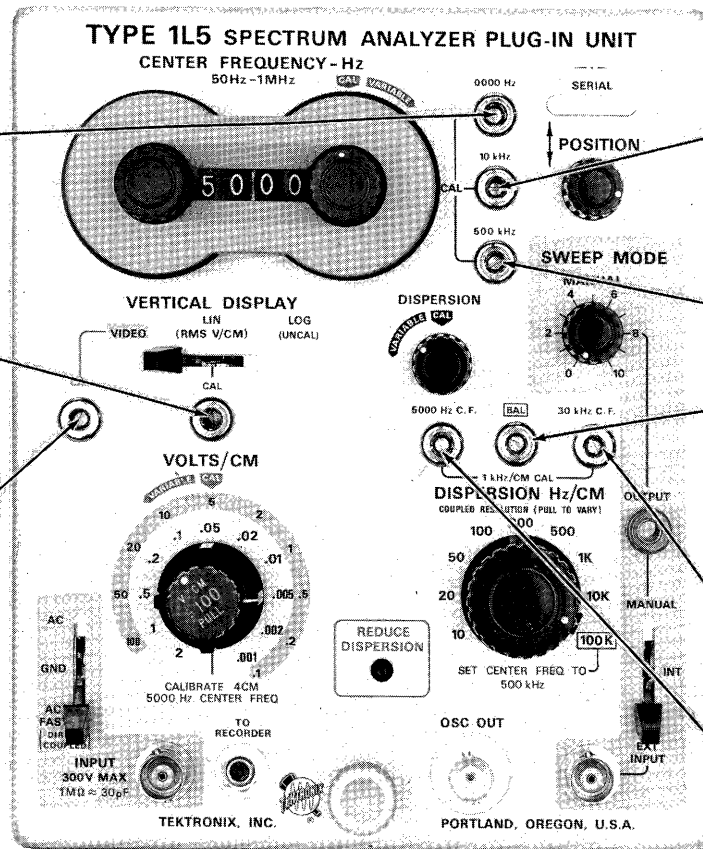 TYPE 1L5 SPECTRUM ANALYZER PLUG-IN UNIT
CENTER FREQUENCY-Hz
50Hz-1MHz
CAL VARIABLE
0000 Hz
SERIAL
POSITION
10 kHz
CAL
5000
500 kHz
SWEEP MODE
MANUAL
0 2 4 6 8 10
VERTICAL DISPLAY
VIDEO
LIN
(RMS V/CM)
LOG
(UNCAL)
CAL
DISPERSION
VARIABLE CAL
5000 Hz C.F.
BAL
30 kHz C.F.
1 kHz/CM CAL
VOLTS/CM
VARIABLE CAL
100 50 20 10 5 2 1 .5 .2 .1
2 1 .5 .2 .1 .05 .02 .01 .005 .002 .001
100
PULL
CALIBRATE 4CM
5000 Hz CENTER FREQ
DISPERSION Hz/CM
COUPLED RESOLUTION (PULL TO VARY)
10 20 50 100 200 500 1K 10K 100K
SET CENTER FREQ TO
500 kHz
OUTPUT
MANUAL
INT
EXT
INPUT
REDUCE
DISPERSION
AC
GND
AC
FAST
DIR
COUPLED
INPUT
300V MAX
1MΩ ≈ 30pF
TO
RECORDER
OSC OUT
TEKTRONIX, INC.
PORTLAND, OREGON, U.S.A.